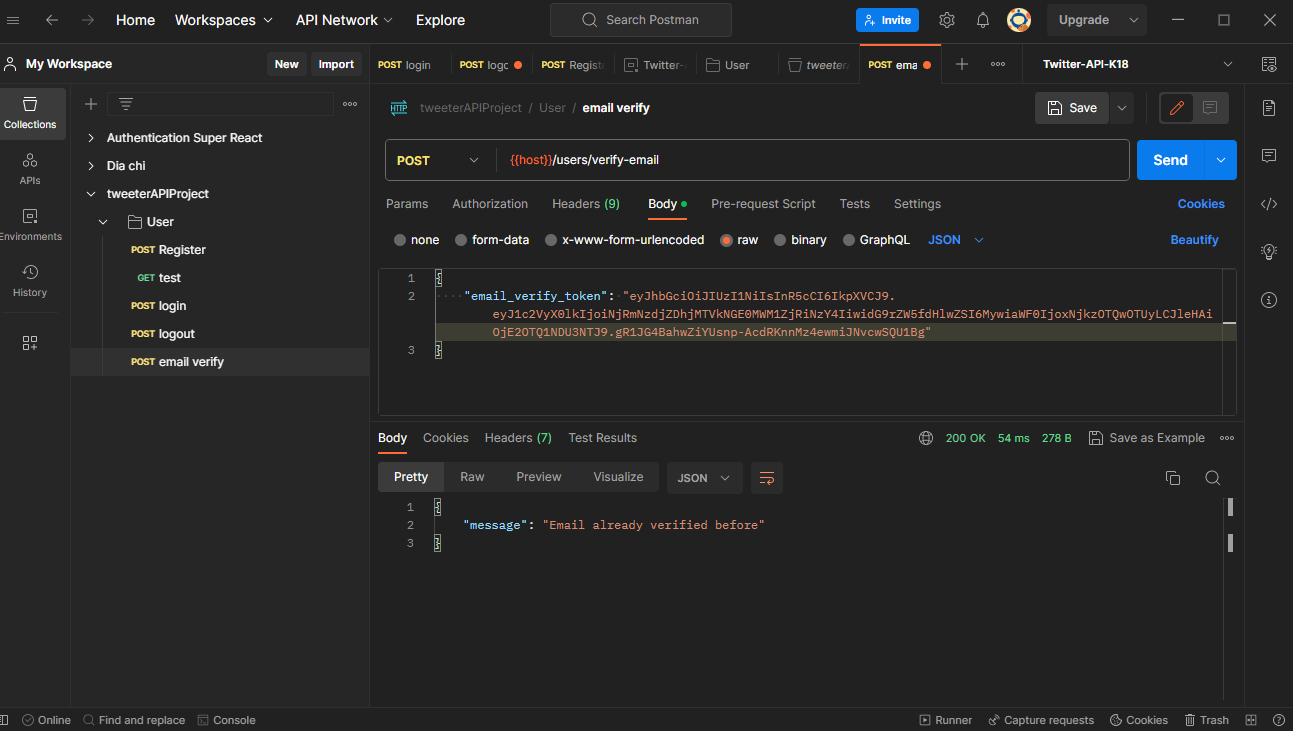 Home Workspaces API Network Explore Search Postman Invite Upgrade
My Workspace New Import POST login POST logo POST Regist Twitter- User tweeter POST ema Twitter-API-K18
Collections
APIs
Environments
History
Authentication Super React
Dia chi
tweeterAPIProject
User
POST Register
GET test
POST login
POST logout
POST email verify
HTTP tweeterAPIProject / User / email verify Save
POST {{host}}/users/verify-email Send
Params Authorization Headers (9) Body Pre-request Script Tests Settings Cookies
none form-data x-www-form-urlencoded raw binary GraphQL JSON Beautify
1 {
2 "email_verify_token": "eyJhbGciOiJIUzI1NiIsInR5cCI6IkpXVCJ9.
eyJ1c2VyX0lkIjoiNjRmNzdjZDhjMTVkNGE0MWM1ZjRiNzY4IiwidG9rZW5fdHlwZSI6MywiaWF0IjoxNjkzOTQwOTUyLCJleHAi
OjE2OTQ1NDU3NTJ9.gR1JG4BahwZiYUsnp-AcdRKnnMz4ewmiJNvcwSQU1Bg"
3 }
Body Cookies Headers (7) Test Results 200 OK 54 ms 278 B Save as Example
Pretty Raw Preview Visualize JSON
1 {
2 "message": "Email already verified before"
3 }
Online Find and replace Console Runner Capture requests Cookies Trash